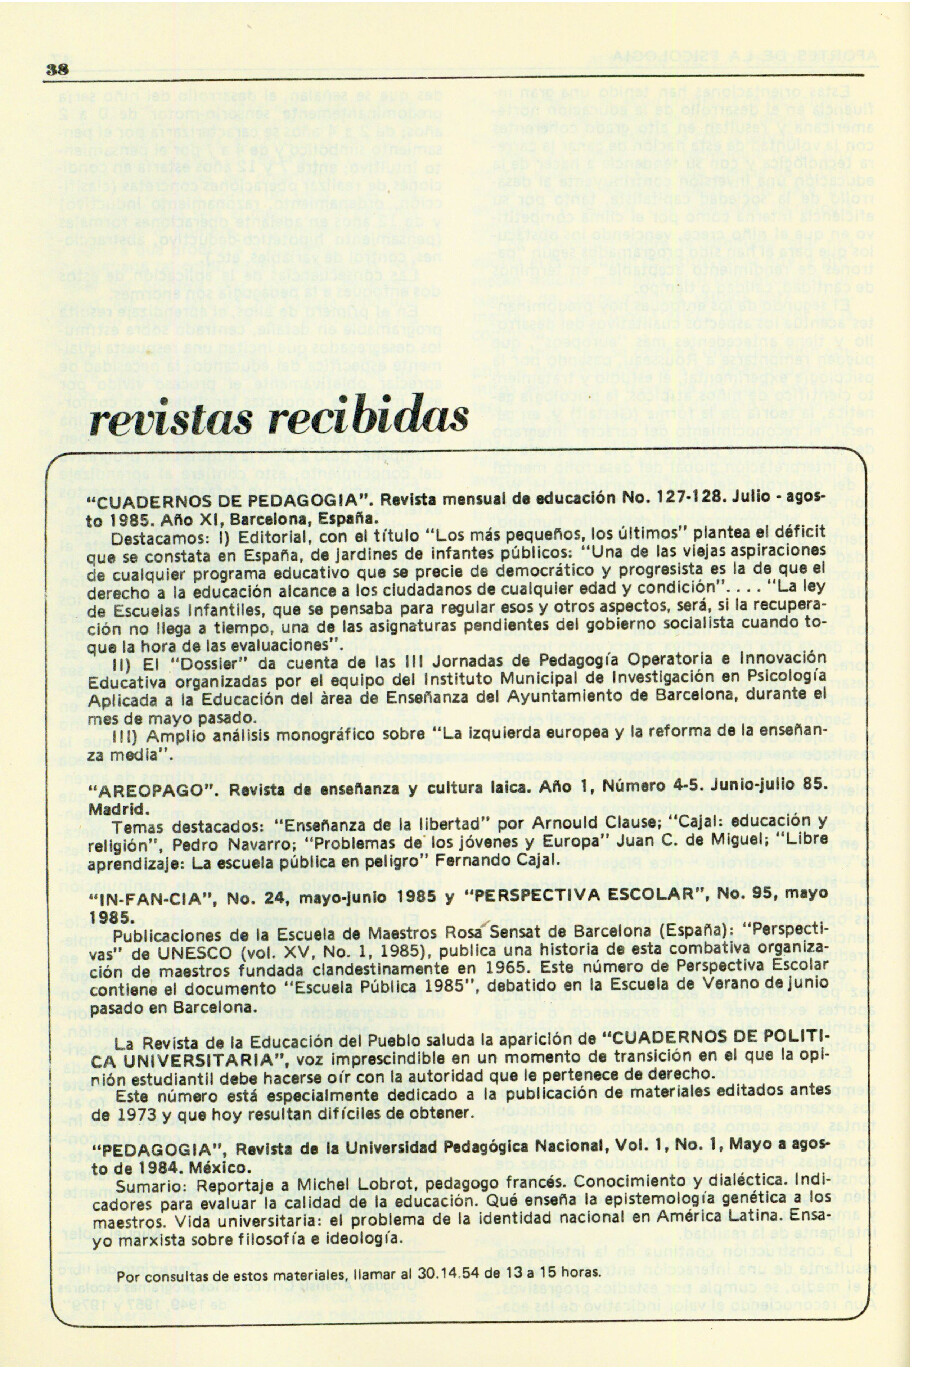 38
revistas recibidas
“CUADERNOS DE PEDAGOGIA”. Revista mensual de educación No. 127-128. Julio - agos-
to 1985. Año XI, Barcelona, España.
Destacamos: I) Editorial, con el título “Los más pequeños, los últimos” plantea el déficit
que se constata en España, de jardines de infantes públicos: “Una de las viejas aspiraciones
de cualquier programa educativo que se precie de democrático y progresista es la de que el
derecho a la educación alcance a los ciudadanos de cualquier edad y condición”.... “La ley
de Escuelas Infantiles, que se pensaba para regular esos y otros aspectos, será, si la recupera-
ción no llega a tiempo, una de las asignaturas pendientes del gobierno socialista cuando to-
que la hora de las evaluaciones”.
II) El “Dossier” da cuenta de las III Jornadas de Pedagogía Operatoria e Innovación
Educativa organizadas por el equipo del Instituto Municipal de Investigación en Psicología
Aplicada a la Educación del àrea de Enseñanza del Ayuntamiento de Barcelona, durante el
mes de mayo pasado.
III) Amplio análisis monográfico sobre “La izquierda europea y la reforma de la enseñan-
za media”.
“AREOPAGO”. Revista de enseñanza y cultura laica. Año 1, Número 4-5. Junio-julio 85.
Madrid.
Temas destacados: “Enseñanza de la libertad” por Arnould Clause; “Cajal: educación y
religión”, Pedro Navarro; “Problemas de los jóvenes y Europa” Juan C. de Miguel; “Libre
aprendizaje: La escuela pública en peligro” Fernando Cajal.
“IN-FAN-CIA”, No. 24, mayo-junio 1985 y “PERSPECTIVA ESCOLAR”, No. 95, mayo
1985.
Publicaciones de la Escuela de Maestros Rosa Sensat de Barcelona (España): “Perspecti-
vas” de UNESCO (vol. XV, No. 1, 1985), publica una historia de esta combativa organiza-
ción de maestros fundada clandestinamente en 1965. Este número de Perspectiva Escolar
contiene el documento “Escuela Pública 1985”, debatido en la Escuela de Verano de junio
pasado en Barcelona.
La Revista de la Educación del Pueblo saluda la aparición de “CUADERNOS DE POLITI-
CA UNIVERSITARIA”, voz imprescindible en un momento de transición en el que la opi-
nión estudiantil debe hacerse oír con la autoridad que le pertenece de derecho.
Este número está especialmente dedicado a la publicación de materiales editados antes
de 1973 y que hoy resultan difíciles de obtener.
“PEDAGOGIA”, Revista de la Universidad Pedagógica Nacional, Vol. 1, No. 1, Mayo a agos-
to de 1984. México.
Sumario: Reportaje a Michel Lobrot, pedagogo francés. Conocimiento y dialéctica. Indi-
cadores para evaluar la calidad de la educación. Qué enseña la epistemología genética a los
maestros. Vida universitaria: el problema de la identidad nacional en América Latina. Ensa-
yo marxista sobre filosofía e ideología.
Por consultas de estos materiales, llamar al 30.14.54 de 13 a 15 horas.